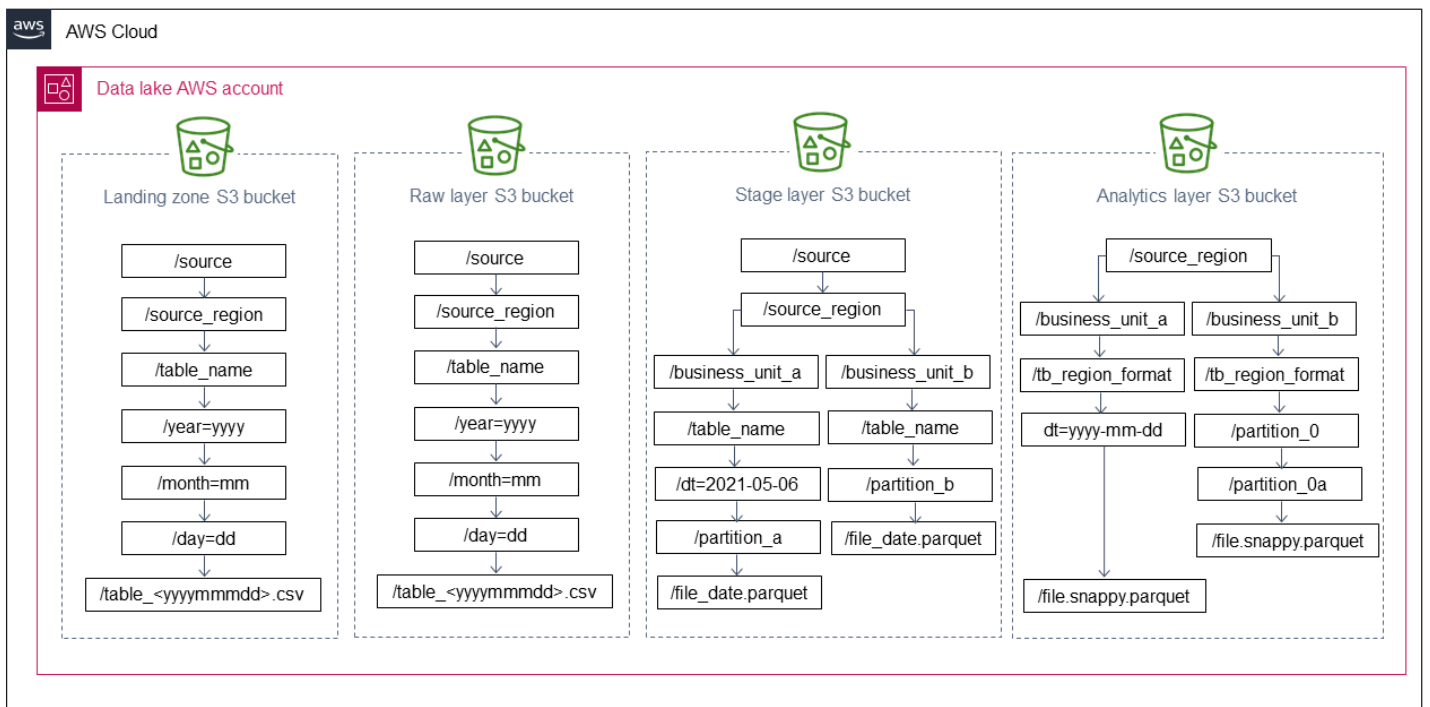 aws
AWS Cloud
Data lake AWS account
Landing zone S3 bucket
/source
/source_region
/table_name
/year=yyyy
/month=mm
/day=dd
/table_<yyyymmmdd>.csv
Raw layer S3 bucket
/source
/source_region
/table_name
/year=yyyy
/month=mm
/day=dd
/table_<yyyymmmdd>.csv
Stage layer S3 bucket
/source
/source_region
/business_unit_a
/table_name
/dt=2021-05-06
/partition_a
/file_date.parquet
/business_unit_b
/table_name
/partition_b
/file_date.parquet
Analytics layer S3 bucket
/source_region
/business_unit_a
/tb_region_format
dt=yyyy-mm-dd
/file.snappy.parquet
/business_unit_b
/tb_region_format
/partition_0
/partition_0a
/file.snappy.parquet